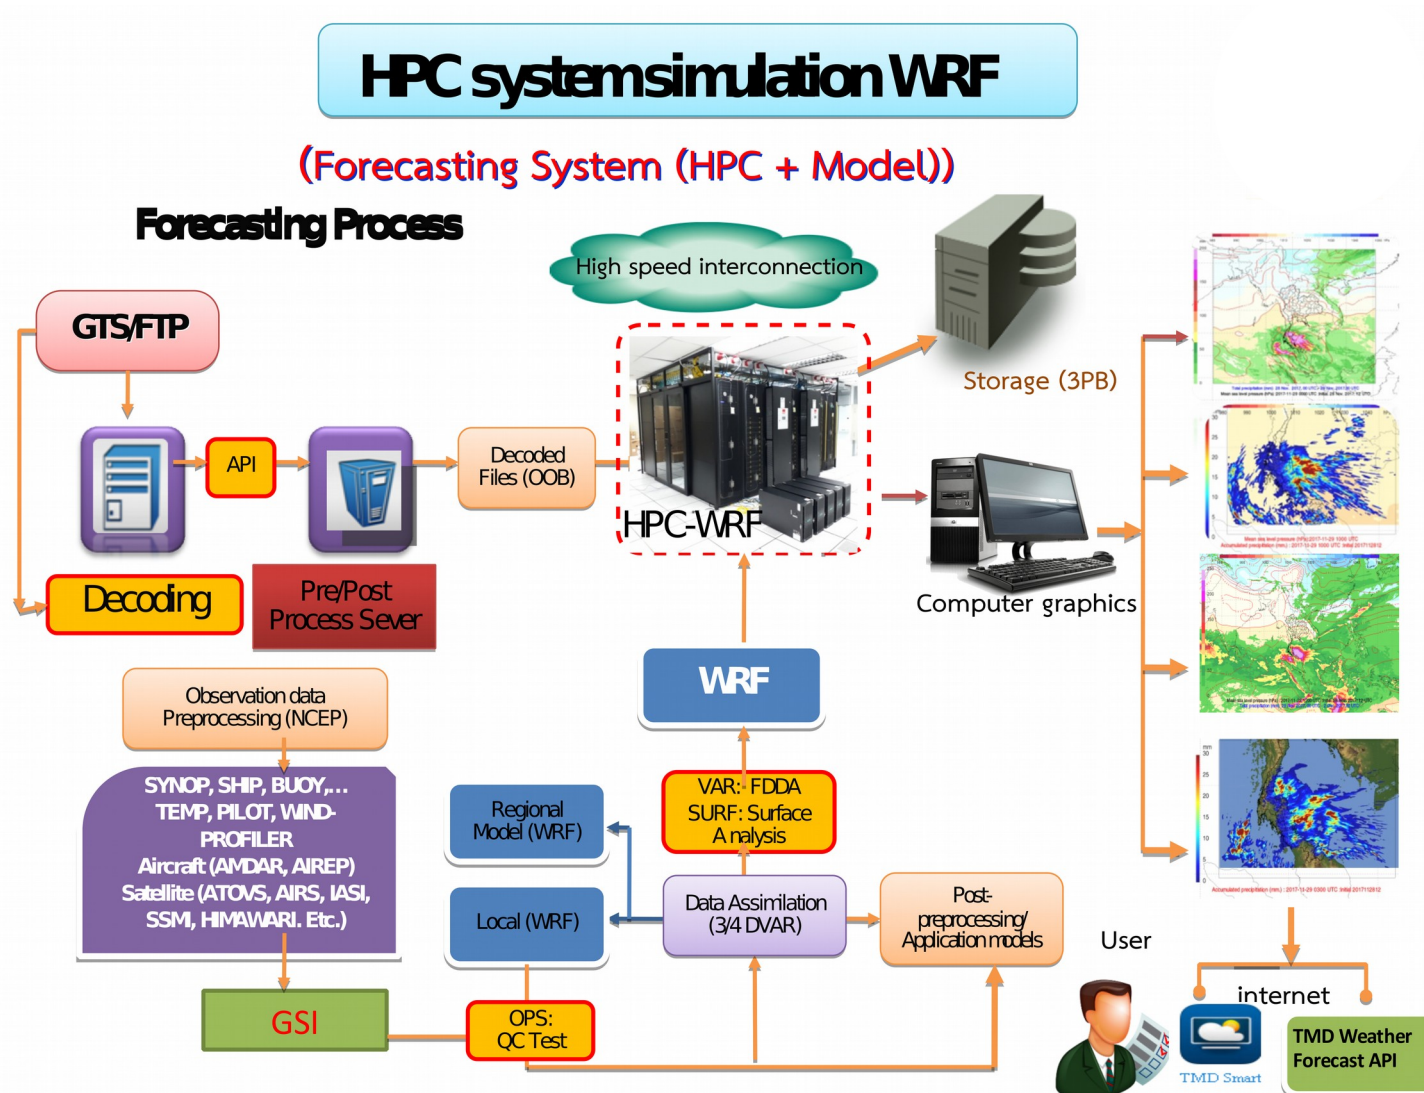 HPC system simulation WRF
(Forecasting System (HPC + Model))
Forecasting Process
High speed interconnection
GTS/FTP
Storage (3PB)
API
Decoded
Files (OOB)
HPC-WRF
Decoding
Pre/Post
Process Sever
Computer graphics
Observation data
Preprocessing (NCEP)
WRF
SYNOP, SHIP, BUOY,...
TEMP, PILOT, WIND-
PROFILER
Aircraft (AMDAR, AIREP)
Satellite (ATOVS, AIRS, IASI,
SSMI, HIMAWARI. Etc.)
Regional
Model (WRF)
VAR: FDDA
SURF: Surface
Analysis
Local (WRF)
Data Assimilation
(3/4 DVAR)
Post-
preprocessing/
Application models
GSI
OPS:
QC Test
User
internet
TMD Smart
TMD Weather
Forecast API